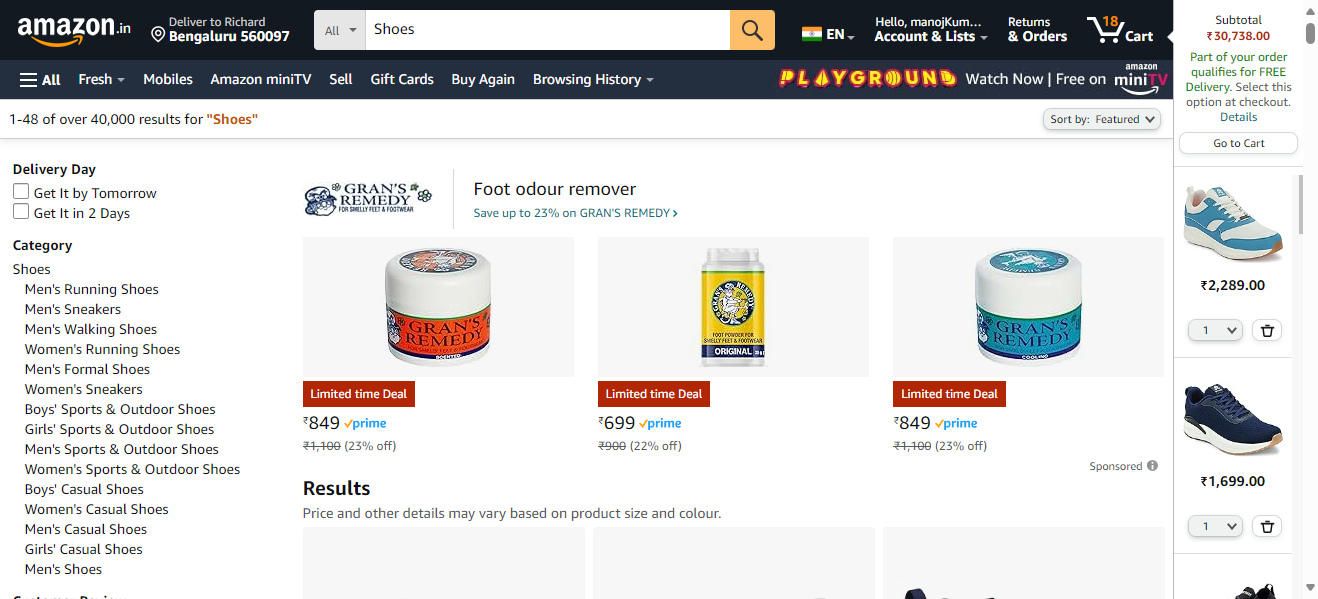 amazon.in
Deliver to Richard
Bengaluru 560097
All
Shoes
EN
Hello, manojKum...
Account & Lists
Returns
& Orders
18
Cart
All
Fresh
Mobiles
Amazon miniTV
Sell
Gift Cards
Buy Again
Browsing History
PLAYGROUND
Watch Now | Free on
amazon
miniTV
Subtotal
₹30,738.00
Part of your order
qualifies for FREE
Delivery. Select this
option at checkout.
Details
Go to Cart
1-48 of over 40,000 results for "Shoes"
Sort by: Featured
Delivery Day
Get It by Tomorrow
Get It in 2 Days
Category
Shoes
Men's Running Shoes
Men's Sneakers
Men's Walking Shoes
Women's Running Shoes
Men's Formal Shoes
Women's Sneakers
Boys' Sports & Outdoor Shoes
Girls' Sports & Outdoor Shoes
Men's Sports & Outdoor Shoes
Women's Sports & Outdoor Shoes
Boys' Casual Shoes
Women's Casual Shoes
Men's Casual Shoes
Girls' Casual Shoes
Men's Shoes
GRAN'S
REMEDY
FOR SMELLY FEET & FOOTWEAR
Foot odour remover
Save up to 23% on GRAN'S REMEDY
GRAN'S
REMEDY
SCENTED
GRAN'S REMEDY
FOOT POWDER FOR
SMELLY FEET & FOOTWEAR
ORIGINAL
GRAN'S
REMEDY
COOLING
Limited time Deal
₹849 prime
₹1,100 (23% off)
Limited time Deal
₹699 prime
₹900 (22% off)
Limited time Deal
₹849 prime
₹1,100 (23% off)
Sponsored
Results
Price and other details may vary based on product size and colour.
₹2,289.00
1
₹1,699.00
1